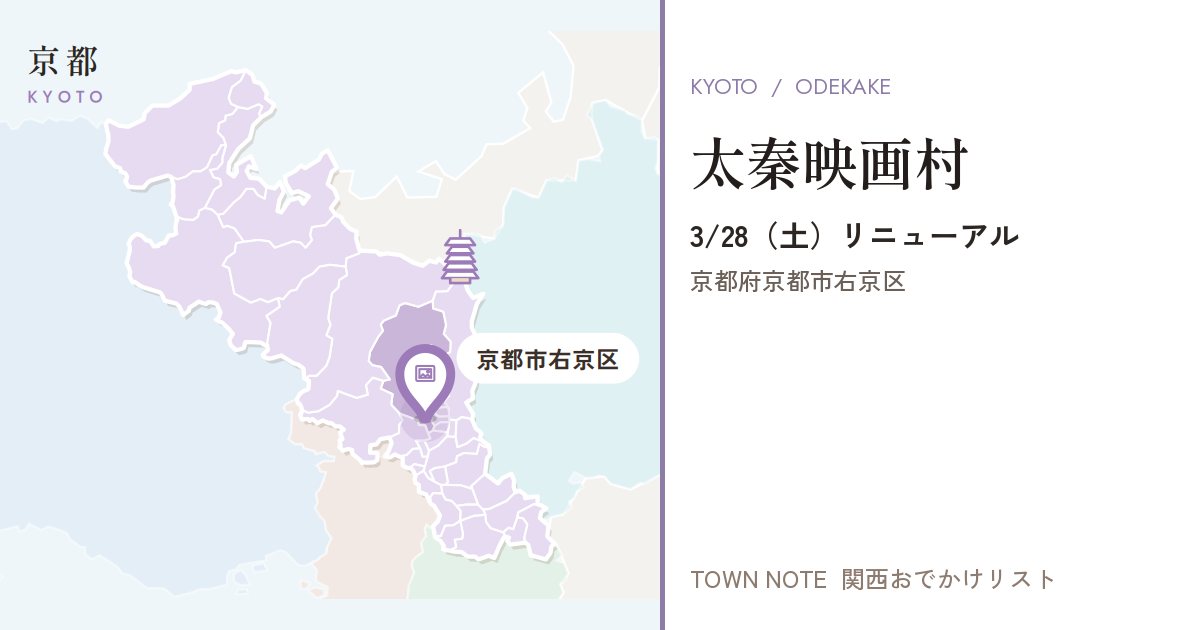 京都
KYOTO
京都市右京区
KYOTO / ODEKAKE
太秦映画村
3/28（土）リニューアル
京都府京都市右京区
TOWN NOTE 関西おでかけリスト